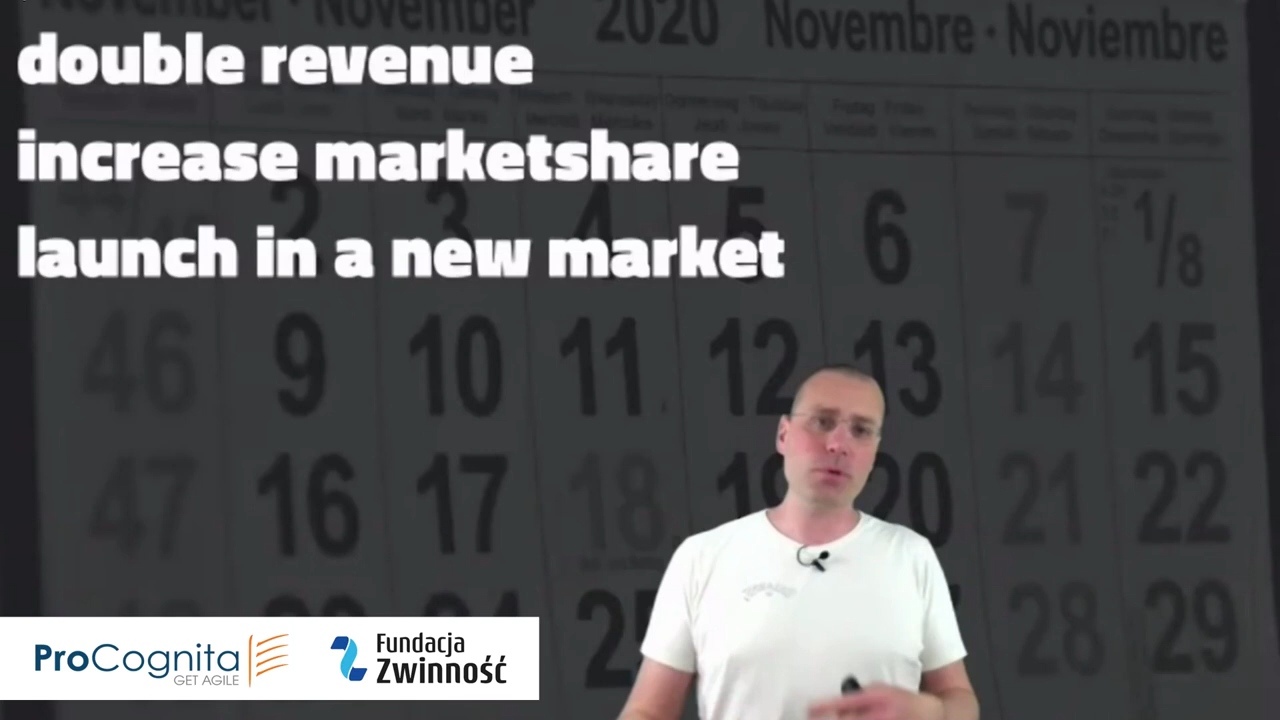 November 2020 Novembre · Noviembre
double revenue
increase marketshare
launch in a new market
2 3 4 5 6 7 1/8
46 9 10 11 12 13 14 15
47 16 17 18 19 20 21 22
25 28 29
ProCognita
GET AGILE
Fundacja
Zwinność